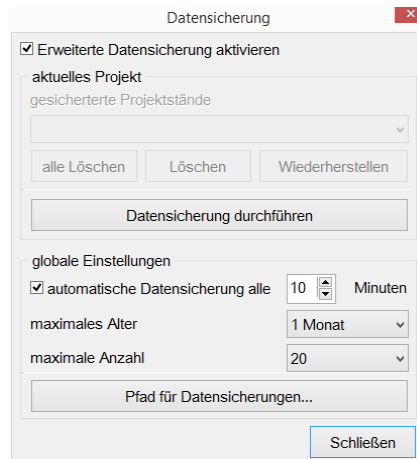 Datensicherung
Erweiterte Datensicherung aktivieren
aktuelles Projekt
gesicherterte Projektstände
alle Löschen Löschen Wiederherstellen
Datensicherung durchführen
globale Einstellungen
automatische Datensicherung alle 10 Minuten
maximales Alter 1 Monat
maximale Anzahl 20
Pfad für Datensicherungen...
Schließen